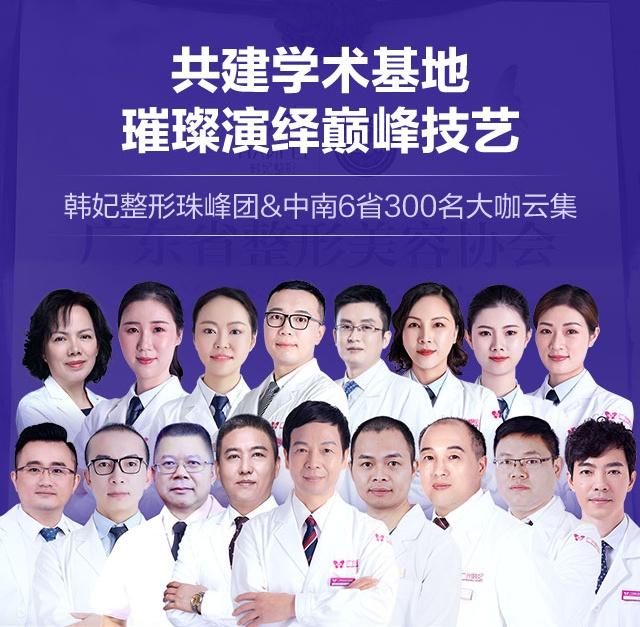 共建学术基地
璀璨演绎巅峰技艺
韩妃整形珠峰团&中南6省300名大咖云集
广东省整形美容协会